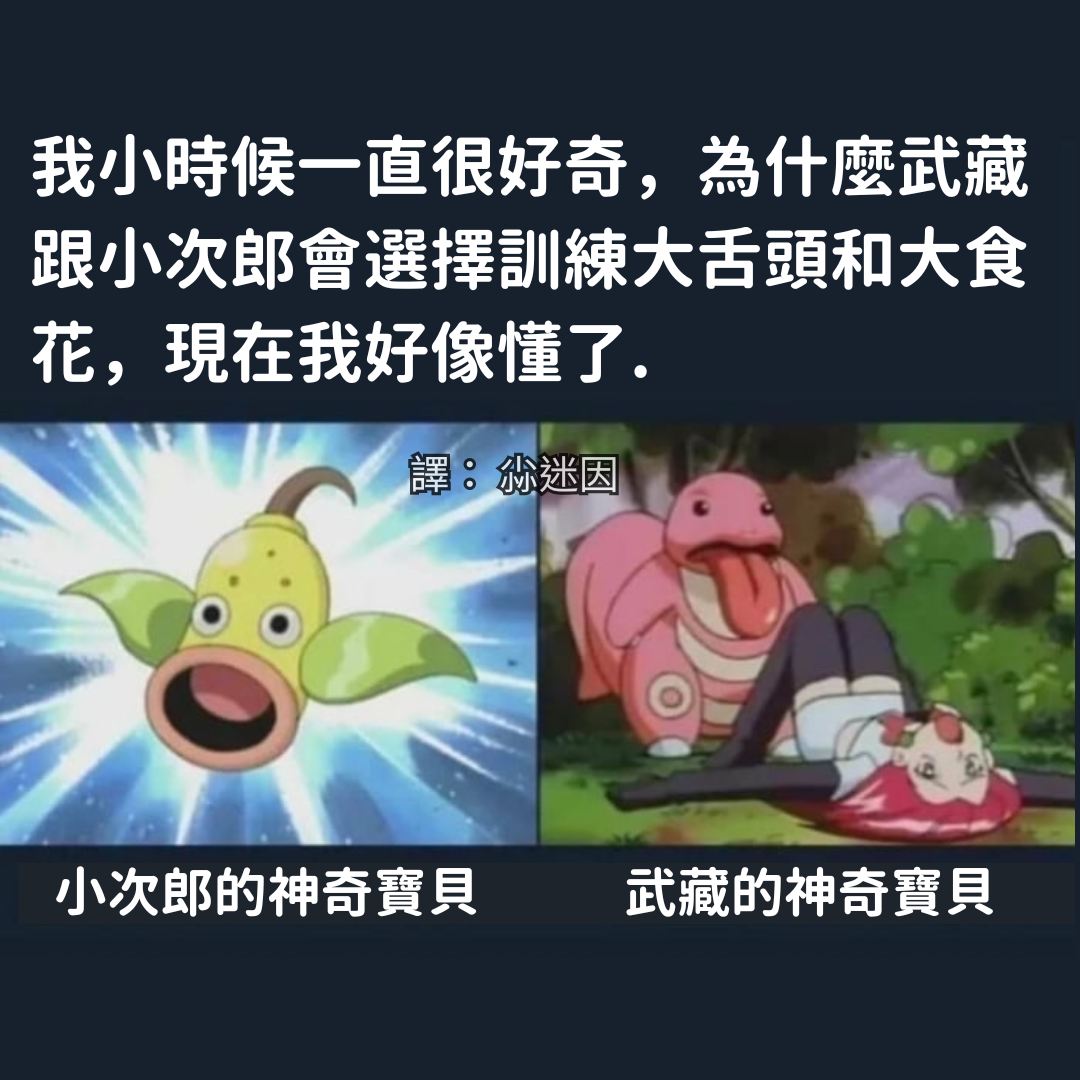 我小時候一直很好奇，為什麼武藏
跟小次郎會選擇訓練大舌頭和大食
花，現在我好像懂了.
譯：尛迷因
小次郎的神奇寶貝
武藏的神奇寶貝